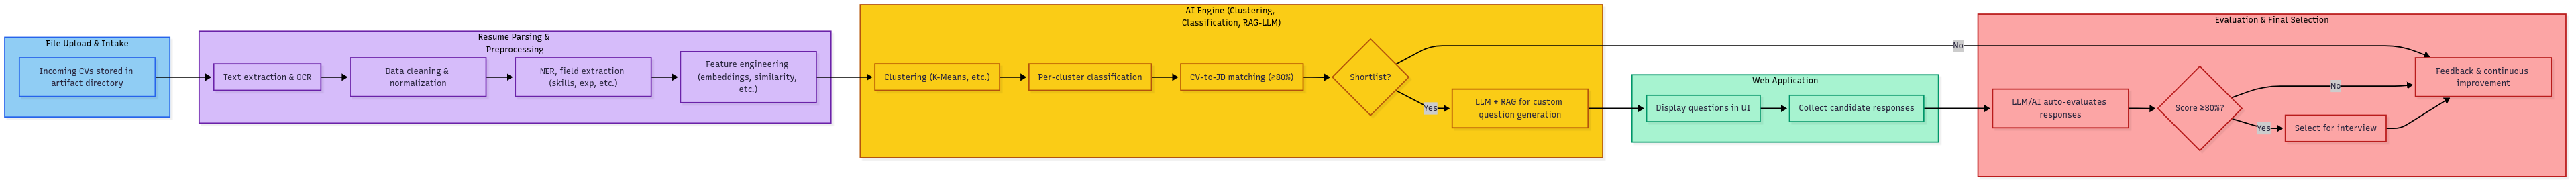 File Upload & Intake
Incoming CVs stored in
artifact directory
Resume Parsing &
Preprocessing
Text extraction & OCR
Data cleaning &
normalization
NER, field extraction
(skills, exp, etc.)
Feature engineering
(embeddings, similarity,
etc.)
AI Engine (Clustering,
Classification, RAG-LLM)
Clustering (K-Means, etc.)
Per-cluster classification
CV-to-JD matching (≥80%)
Shortlist?
No
Yes
LLM + RAG for custom
question generation
Web Application
Display questions in UI
Collect candidate responses
Evaluation & Final Selection
LLM/AI auto-evaluates
responses
Score ≥80%?
No
Yes
Select for interview
Feedback & continuous
improvement